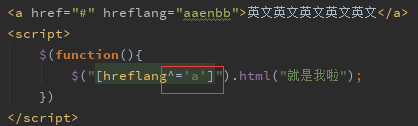 <a href="#" hreflang="aaenbb">英文英文英文英文英文</a>
<script>
$(function(){
$("[hreflang^='a']").html("就是我啦");
})
</script>